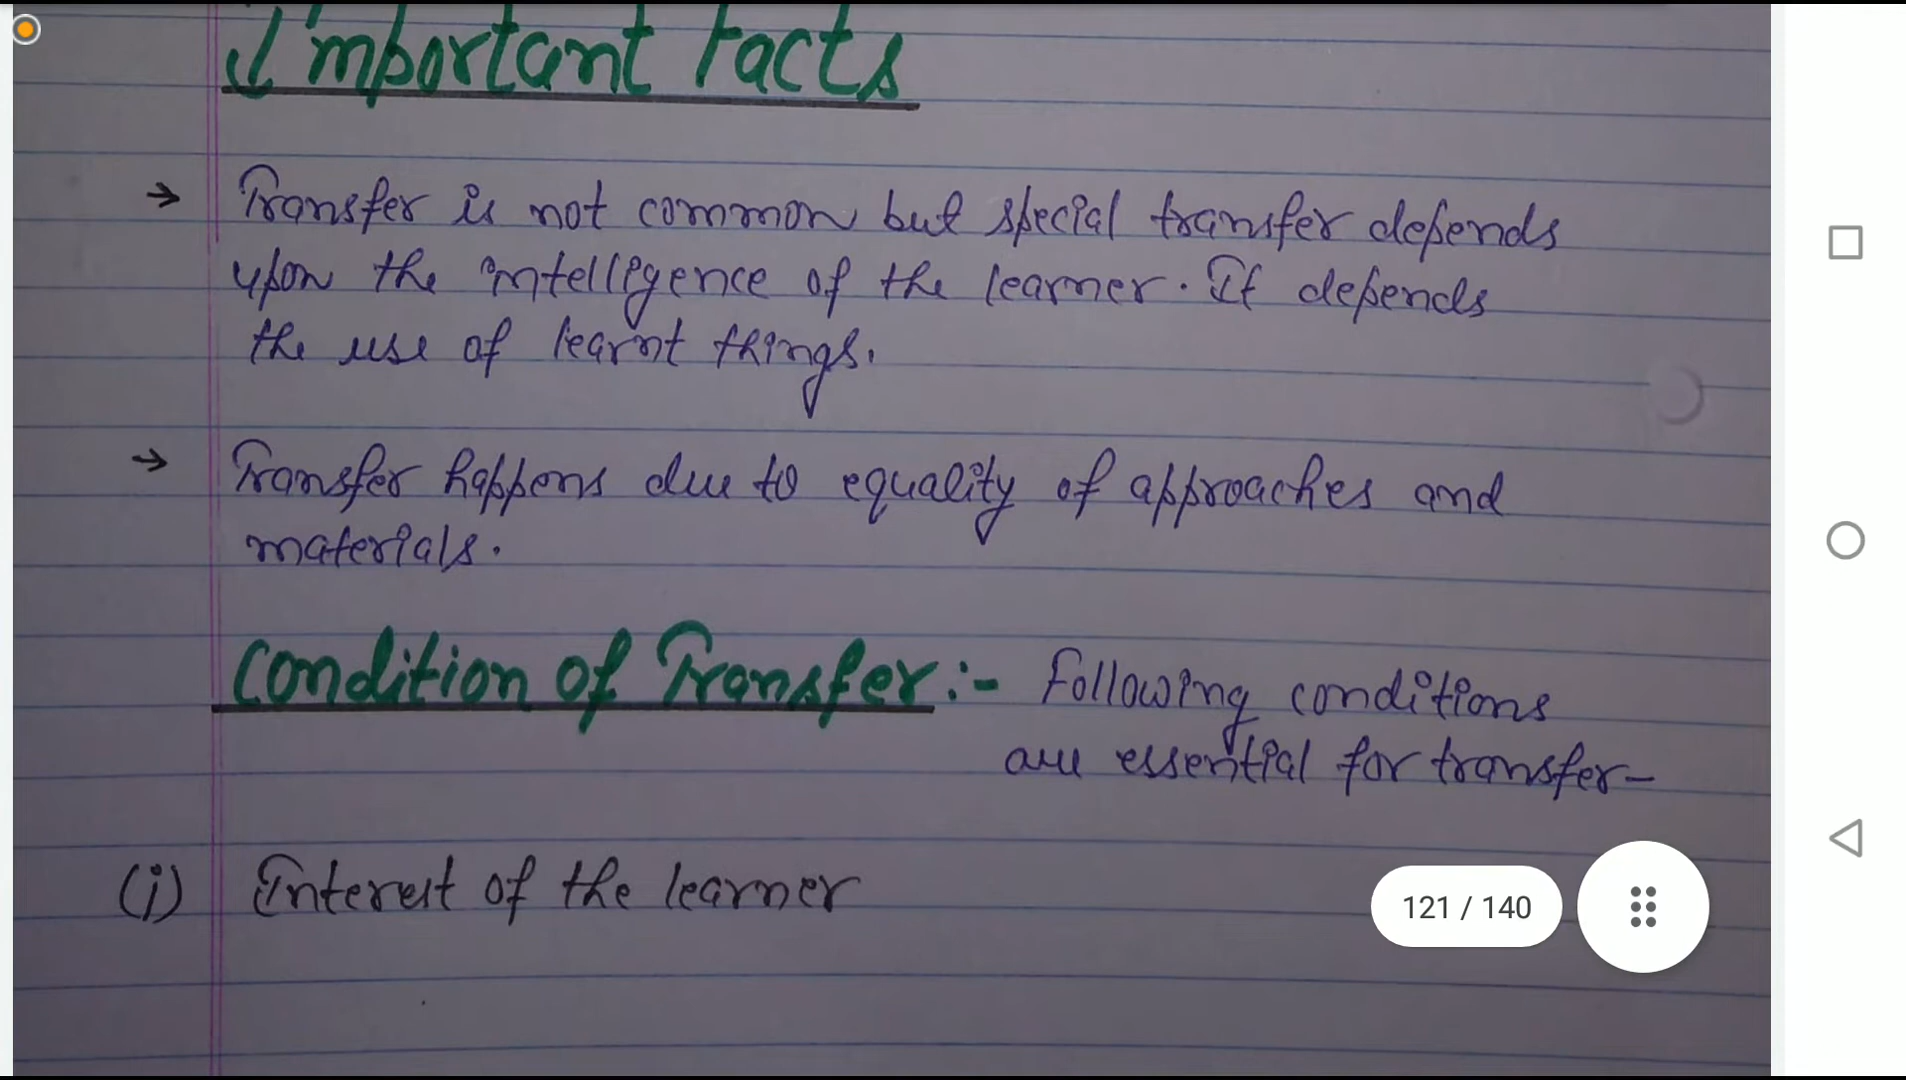 Important Facts
→ Transfer is not common but special transfer depends
upon the intelligence of the learner. It depends
the use of learnt things.
→ Transfer happens due to equality of approaches and
materials.
Condition of Transfer:- Following conditions
are essential for transfer-
(i) Interest of the learner
121 / 140